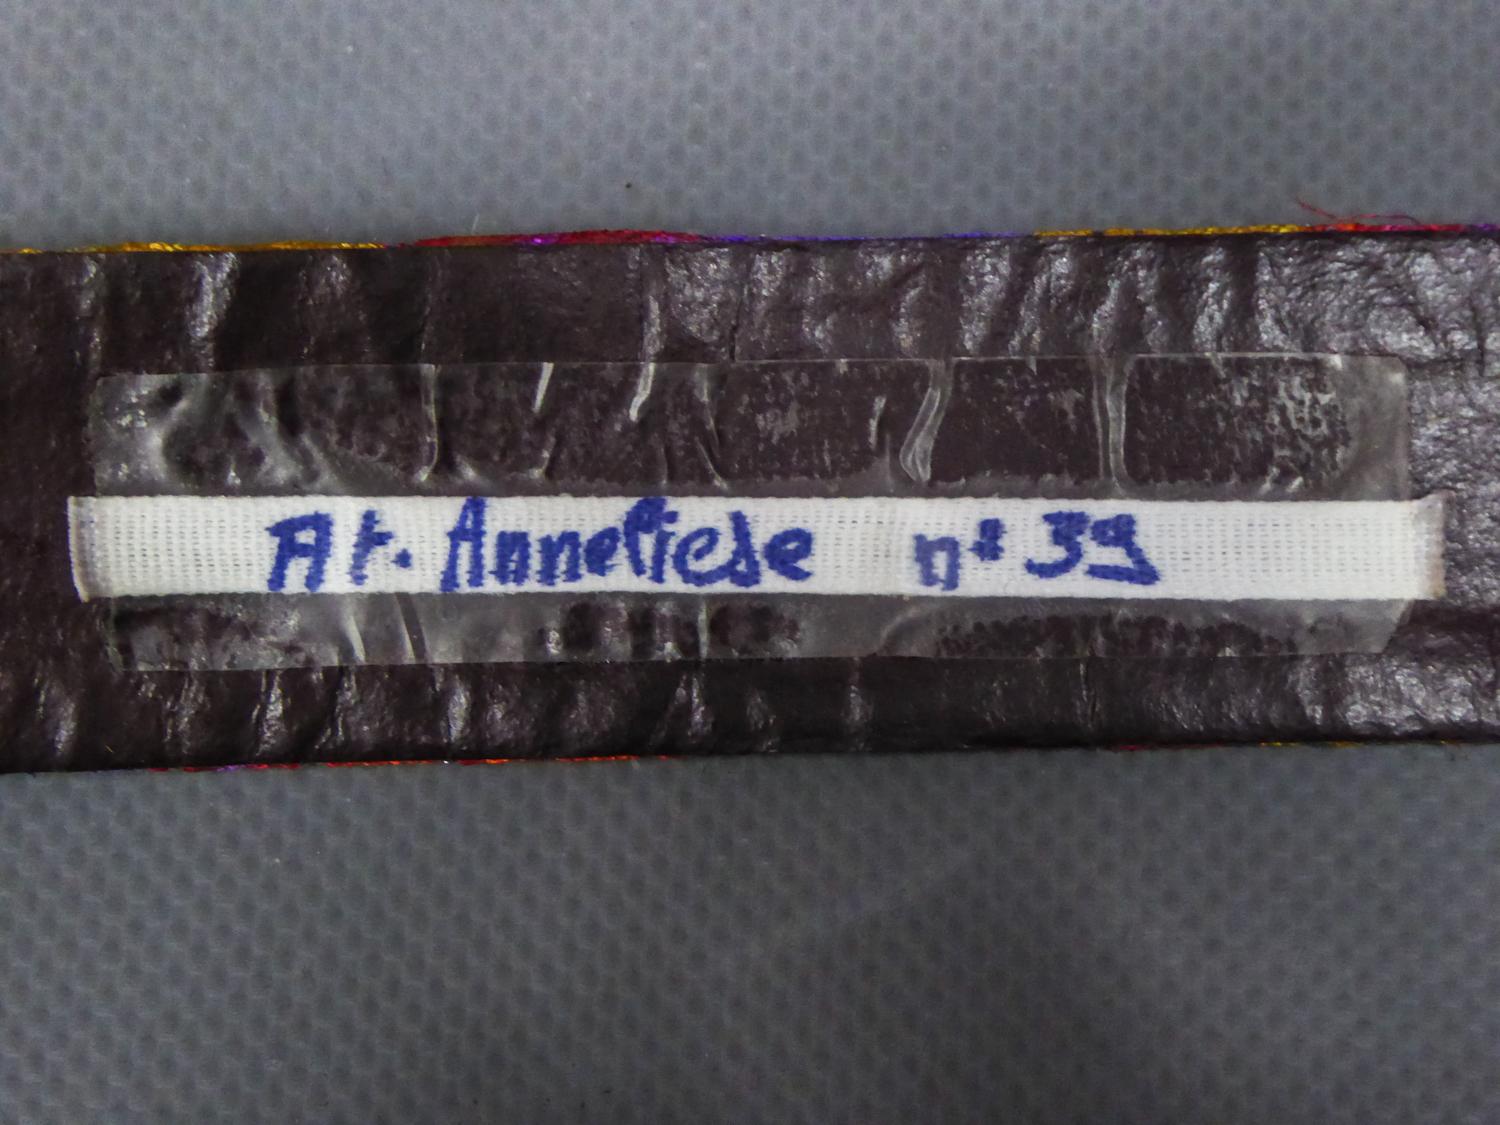 At. Anneliese n° 39